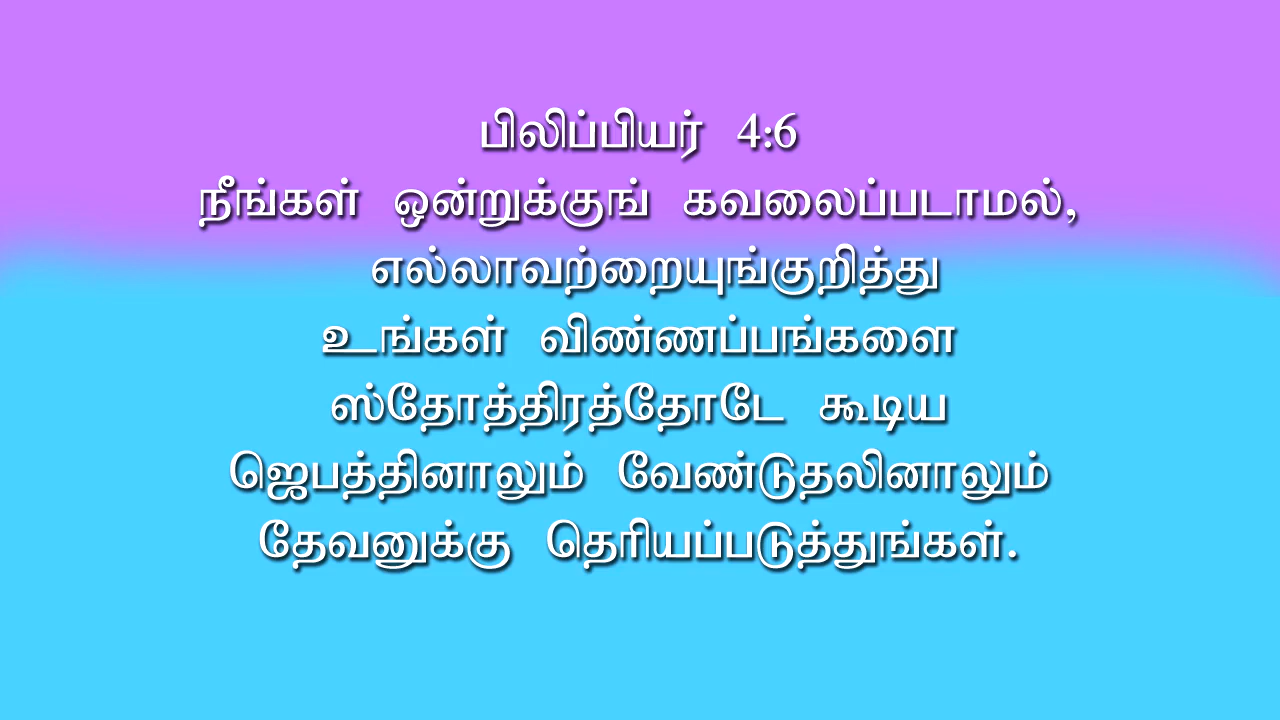 பிலிப்பியர் 4:6
நீங்கள் ஒன்றுக்குங் கவலைப்படாமல்,
எல்லாவற்றையுங்குறித்து
உங்கள் விண்ணப்பங்களை
ஸ்தோத்திரத்தோடே கூடிய
ஜெபத்தினாலும் வேண்டுதலினாலும்
தேவனுக்கு தெரியப்படுத்துங்கள்.